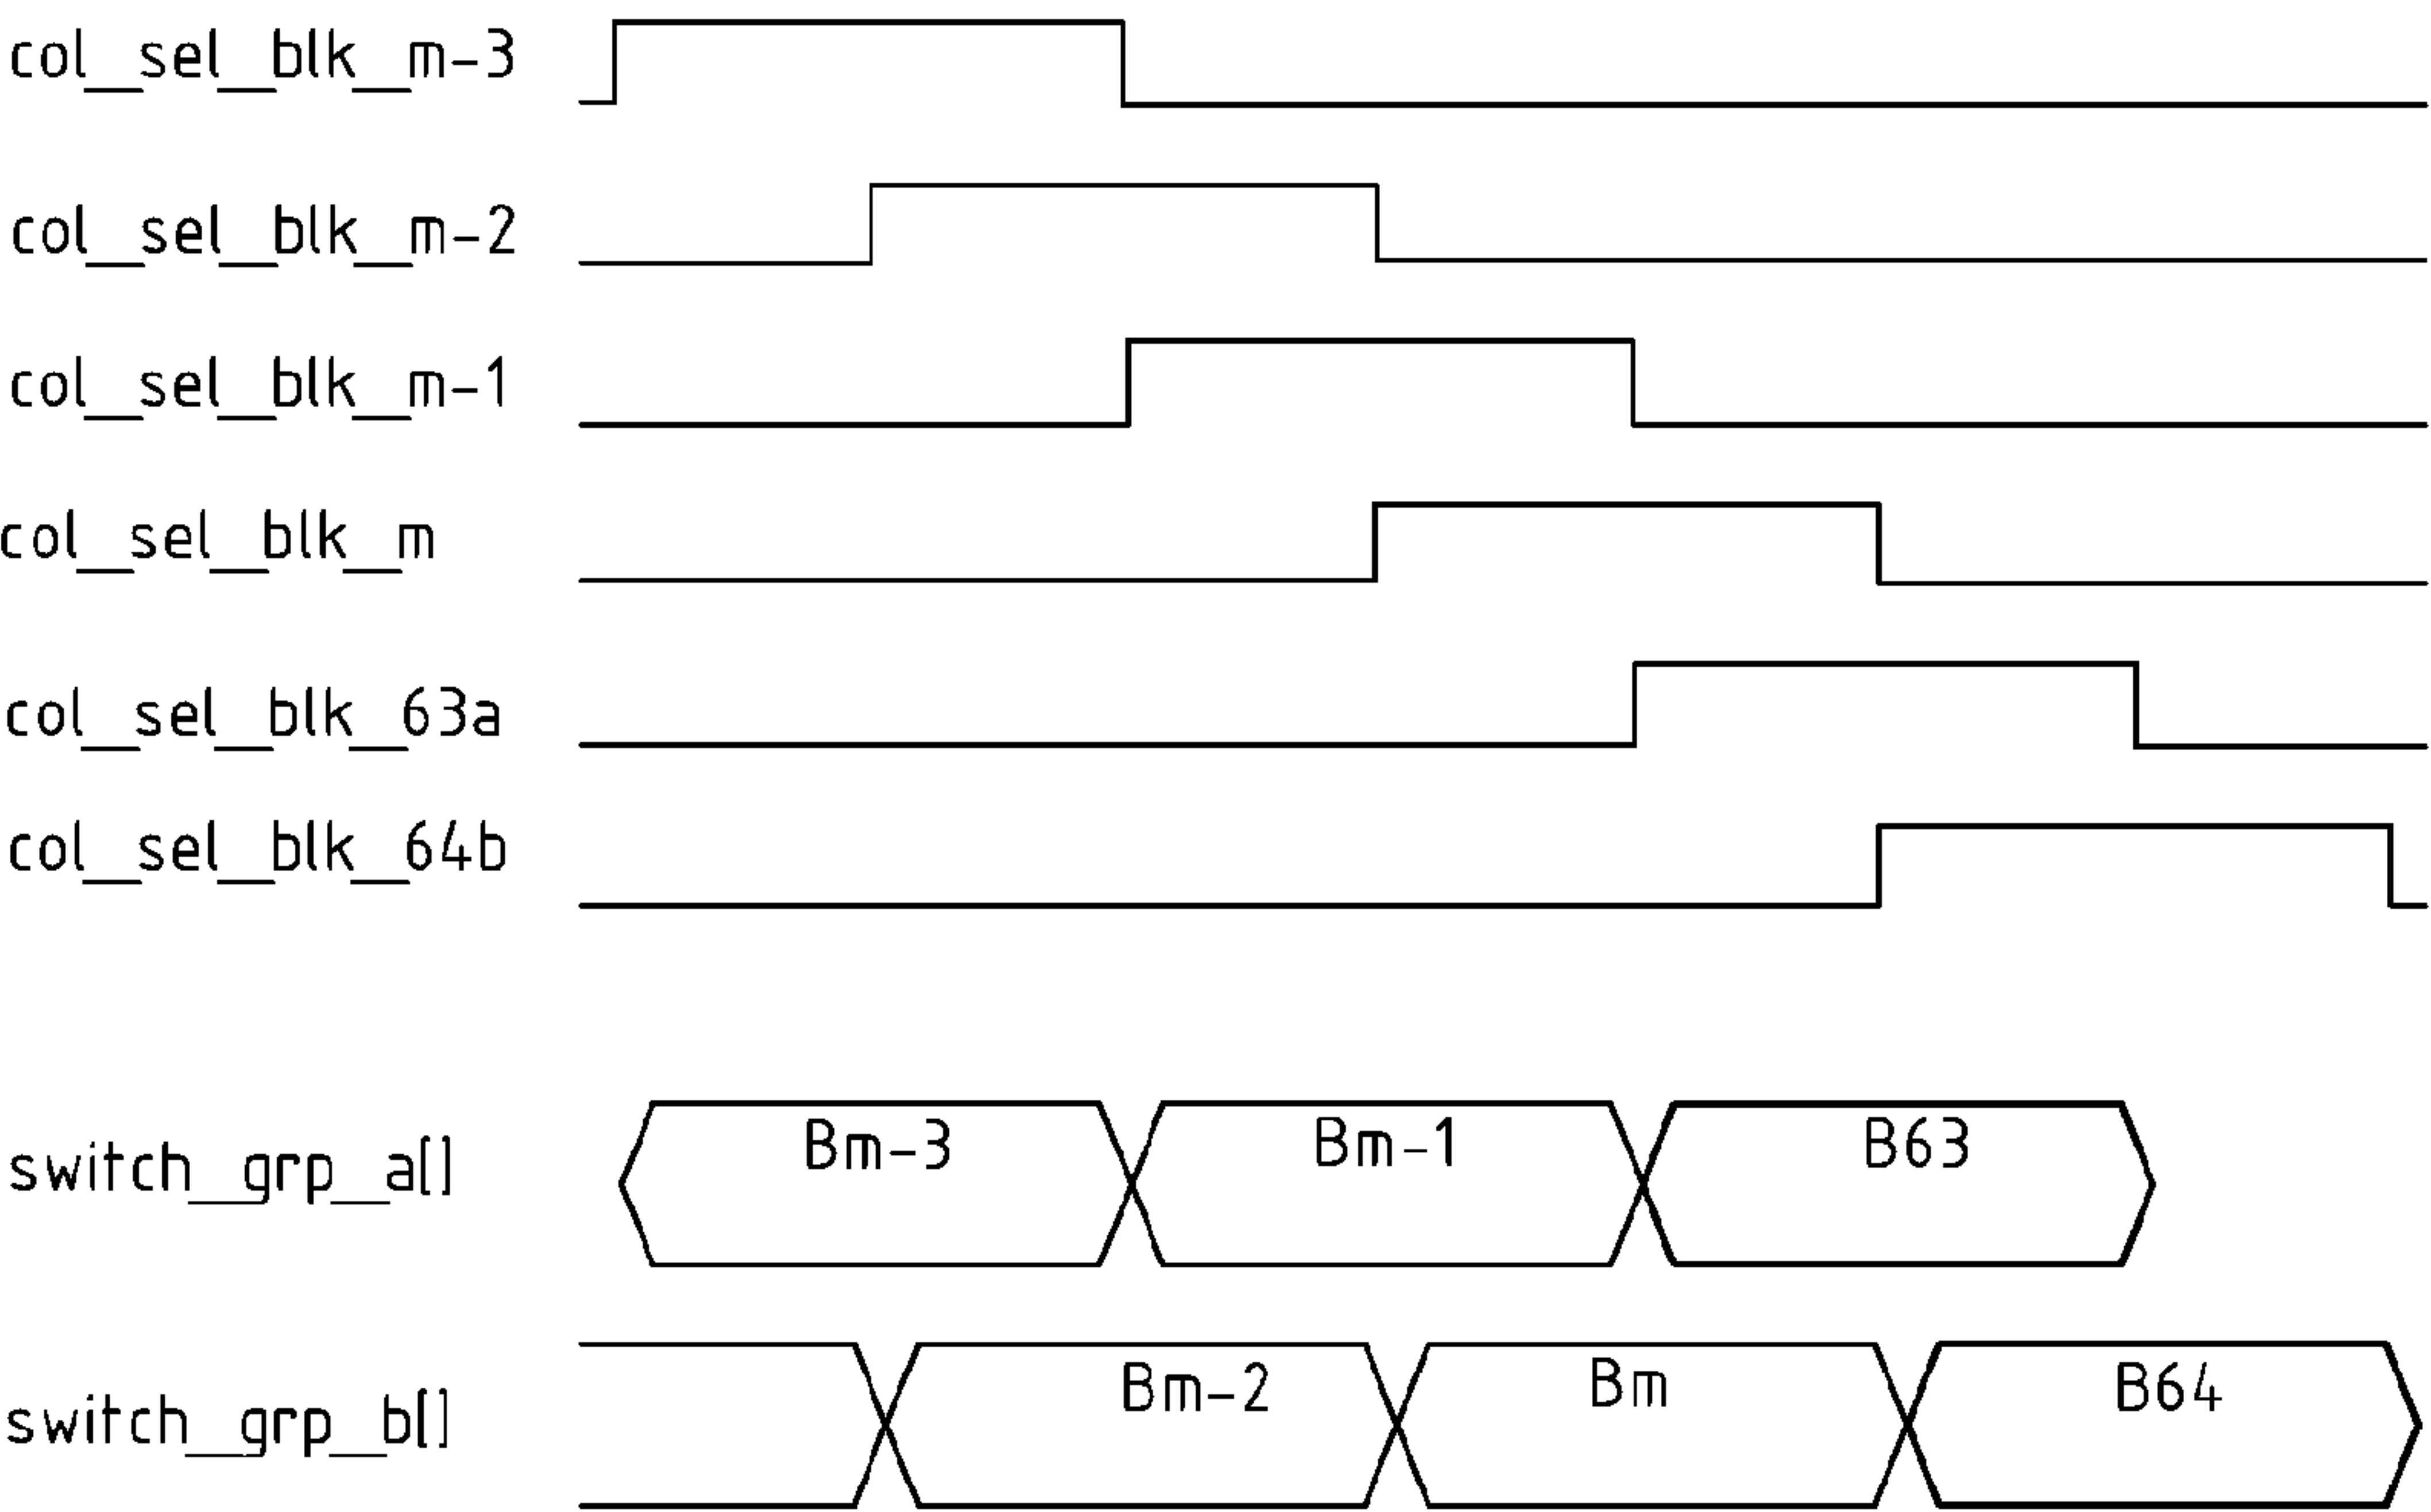 col_sel_blk_m-3
col_sel_blk_m-2
col_sel_blk_m-1
col_sel_blk_m
col_sel_blk_63a
col_sel_blk_64b
switch_grp_a[] Bm-3 Bm-1 B63
switch_grp_b[] Bm-2 Bm B64